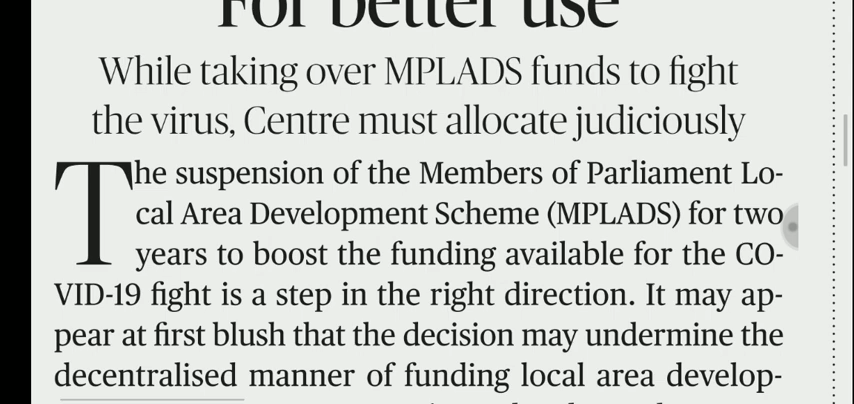 For better use
While taking over MPLADS funds to fight
the virus, Centre must allocate judiciously
The suspension of the Members of Parliament Lo-
cal Area Development Scheme (MPLADS) for two
years to boost the funding available for the CO-
VID-19 fight is a step in the right direction. It may ap-
pear at first blush that the decision may undermine the
decentralised manner of funding local area develop-